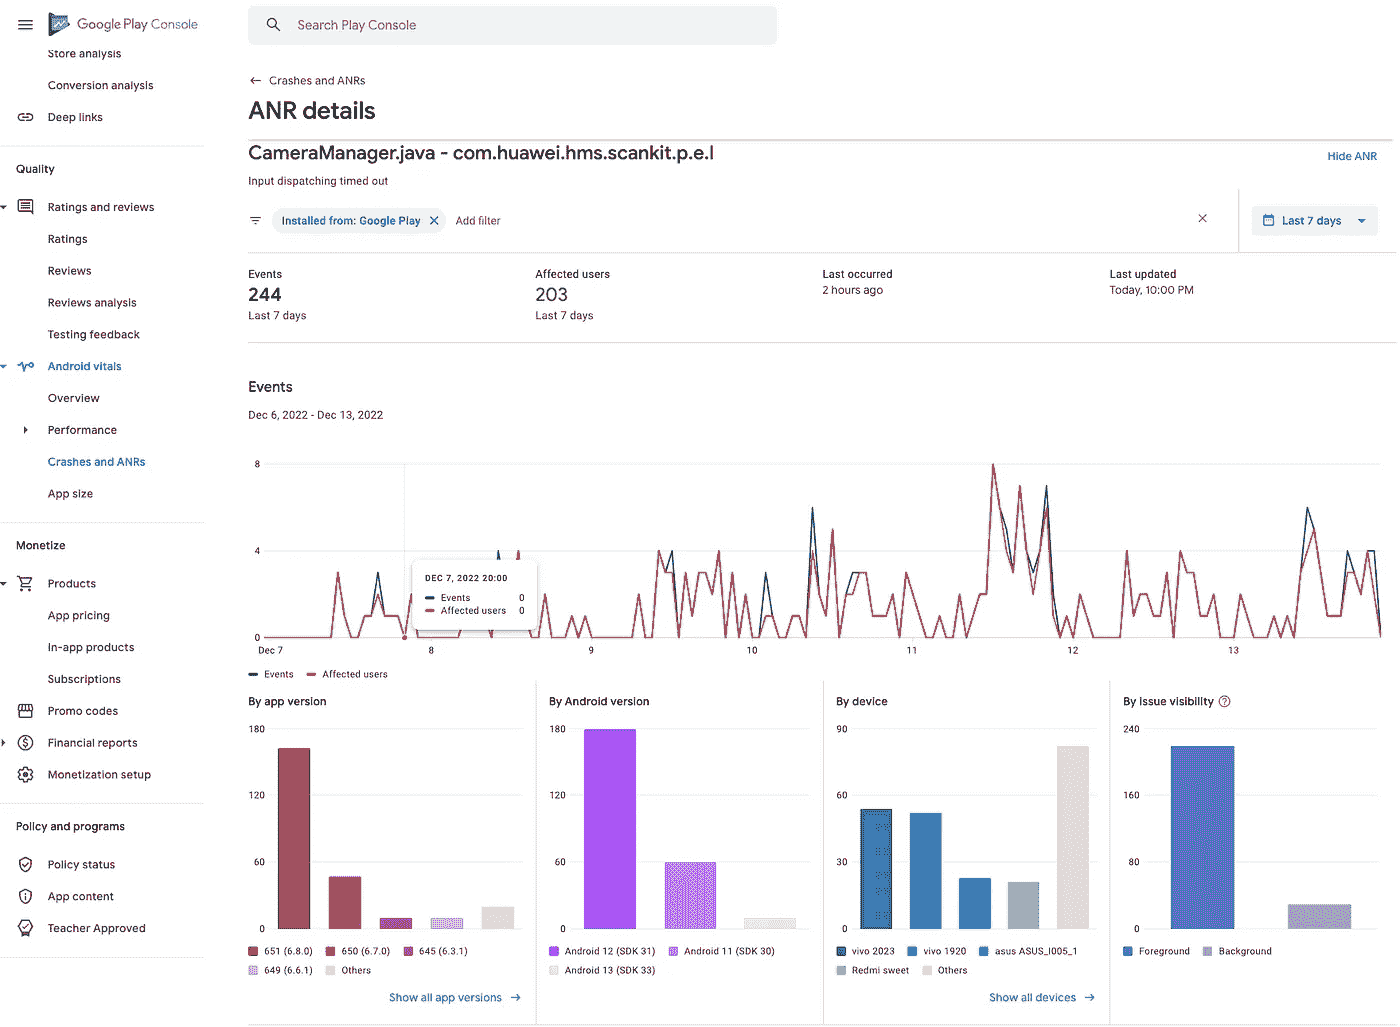 Google Play Console
Search Play Console
Store analysis
Conversion analysis
Deep links
Quality
Ratings and reviews
Ratings
Reviews
Reviews analysis
Testing feedback
Android vitals
Overview
Performance
Crashes and ANRs
App size
Monetize
Products
App pricing
In-app products
Subscriptions
Promo codes
Financial reports
Monetization setup
Policy and programs
Policy status
App content
Teacher Approved
Crashes and ANRs
ANR details
CameraManager.java - com.huawei.hms.scankit.p.e.l
Hide ANR
Input dispatching timed out
Installed from: Google Play
Add filter
Last 7 days
Events
244
Last 7 days
Affected users
203
Last 7 days
Last occurred
2 hours ago
Last updated
Today, 10:00 PM
Events
Dec 6, 2022 - Dec 13, 2022
8
4
0
DEC 7, 2022 20:00
Events 0
Affected users 0
Dec 7 8 9 10 11 12 13
Events Affected users
By app version
180
120
60
0
651 (6.8.0) 650 (6.7.0) 645 (6.3.1)
649 (6.6.1) Others
Show all app versions
By Android version
180
120
60
0
Android 12 (SDK 31) Android 11 (SDK 30)
Android 13 (SDK 33)
By device
90
60
30
0
vivo 2023 vivo 1920 asus ASUS_I005_1
Redmi sweet Others
Show all devices
By Issue visibility
240
160
80
0
Foreground Background